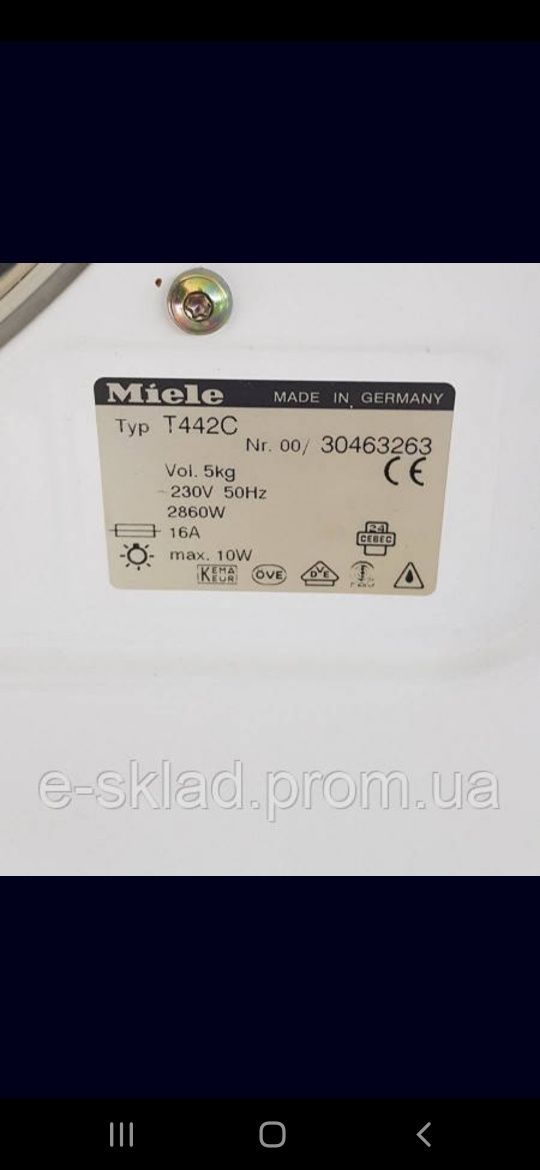 Miele MADE IN GERMANY
Typ T442C
Nr. 00/ 30463263
Vol. 5kg
~230V 50Hz
2860W
16A
max. 10W
24
CEBEC
KEMA
KEUR
ÖVE
DVE
e-sklad.prom.ua